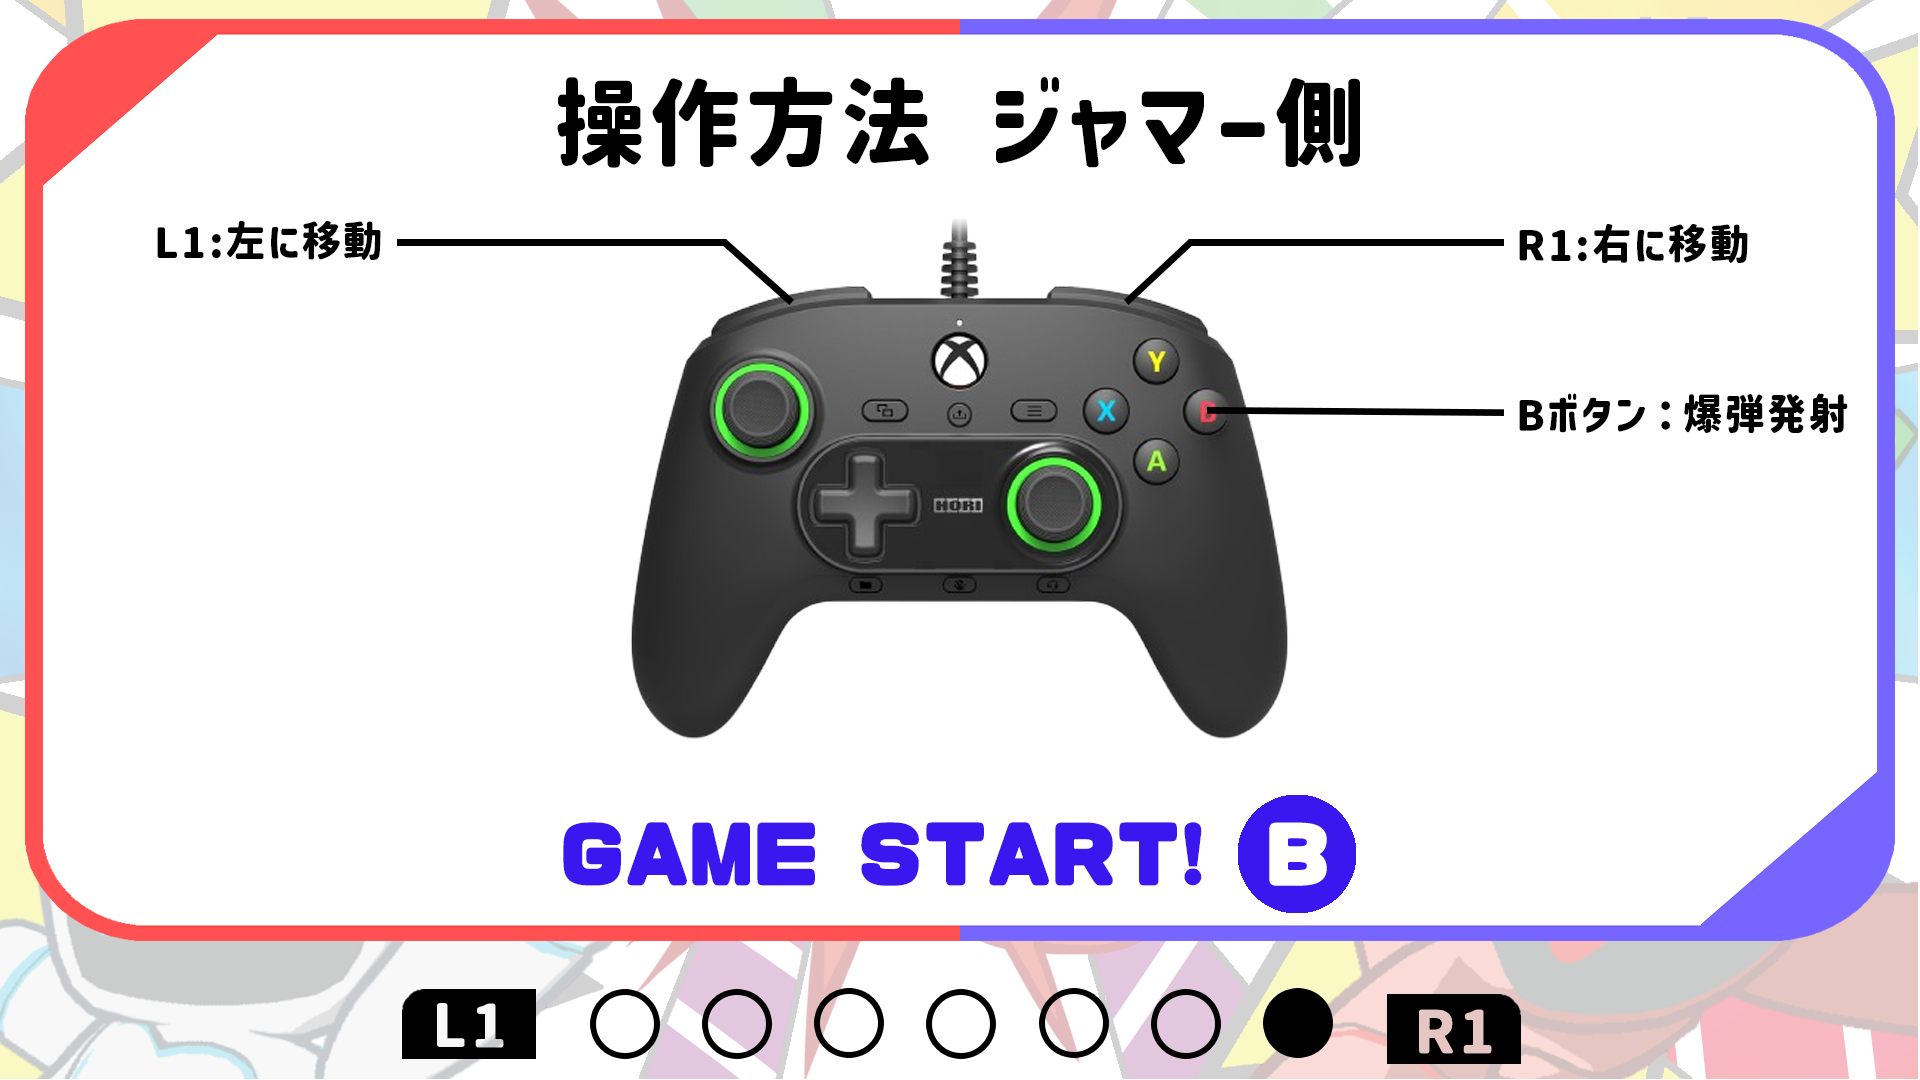 操作方法 ジャマー側
L1:左に移動
R1:右に移動
Y
X
B
Bボタン：爆弾発射
A
HORI
GAME START! B
L1
R1